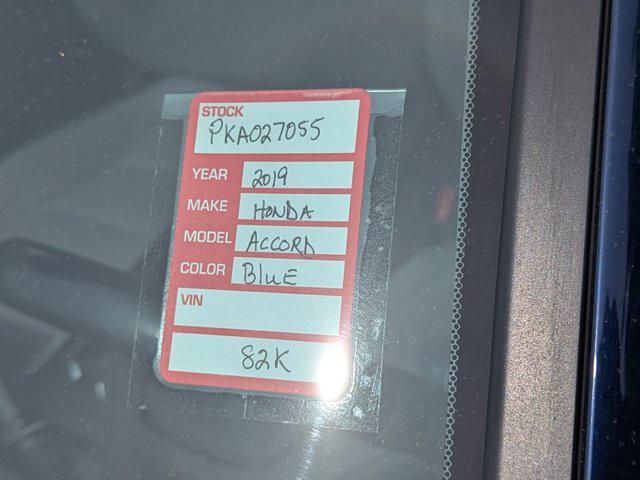 STOCK
PKA027055
YEAR 2019
MAKE HONDA
MODEL ACCORD
COLOR BluE
VIN
82K